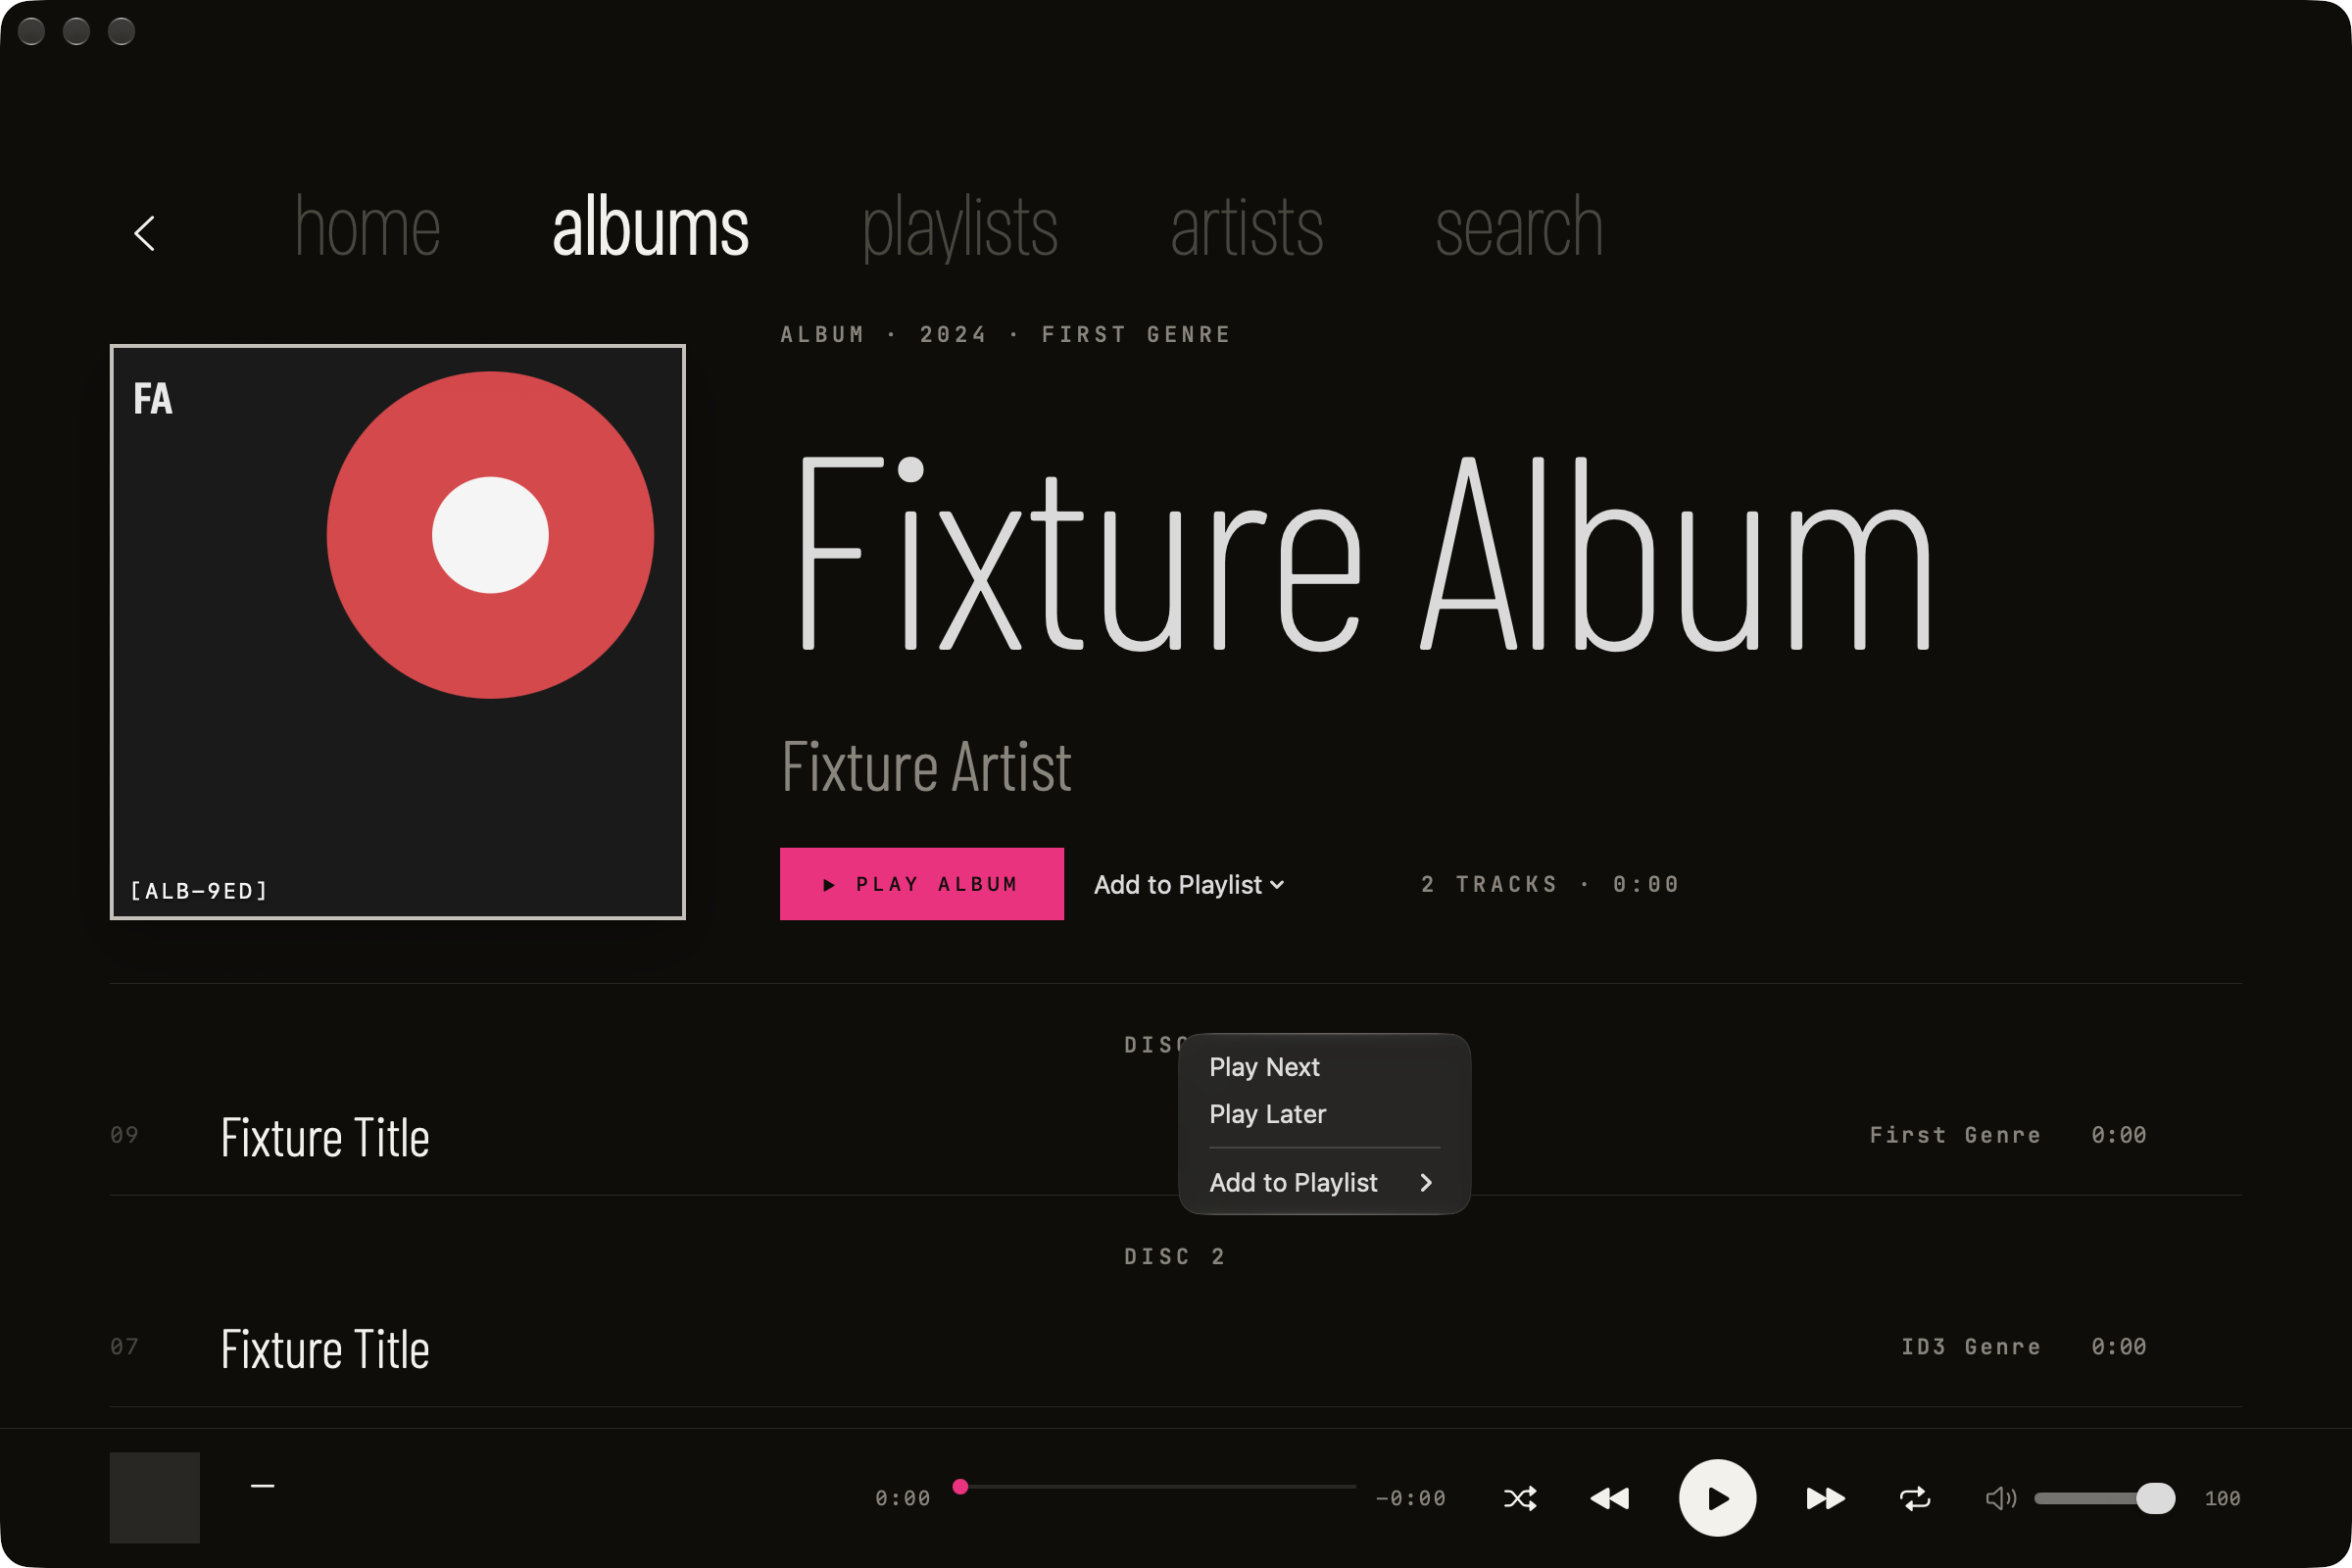 home albums playlists artists search
ALBUM · 2024 · FIRST GENRE
FA
Fixture Album
Fixture Artist
[ALB–9ED]
PLAY ALBUM Add to Playlist 2 TRACKS · 0:00
DISC
Play Next
Play Later
Add to Playlist
09 Fixture Title First Genre 0:00
DISC 2
07 Fixture Title ID3 Genre 0:00
—
0:00 –0:00 100